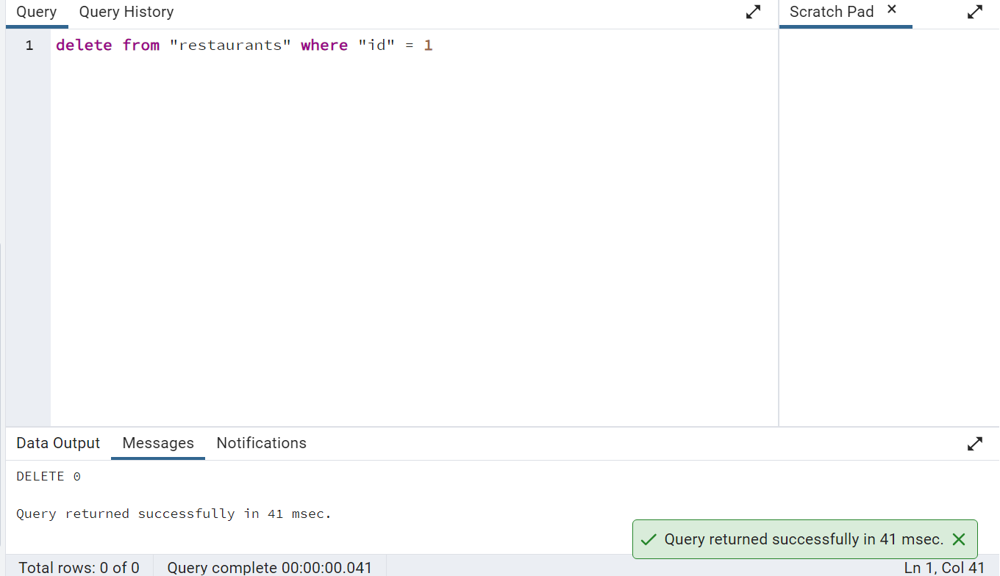 Query Query History
Scratch Pad ×
1 delete from "restaurants" where "id" = 1
Data Output Messages Notifications
DELETE 0
Query returned successfully in 41 msec.
Query returned successfully in 41 msec.
Total rows: 0 of 0 Query complete 00:00:00.041 Ln 1, Col 41